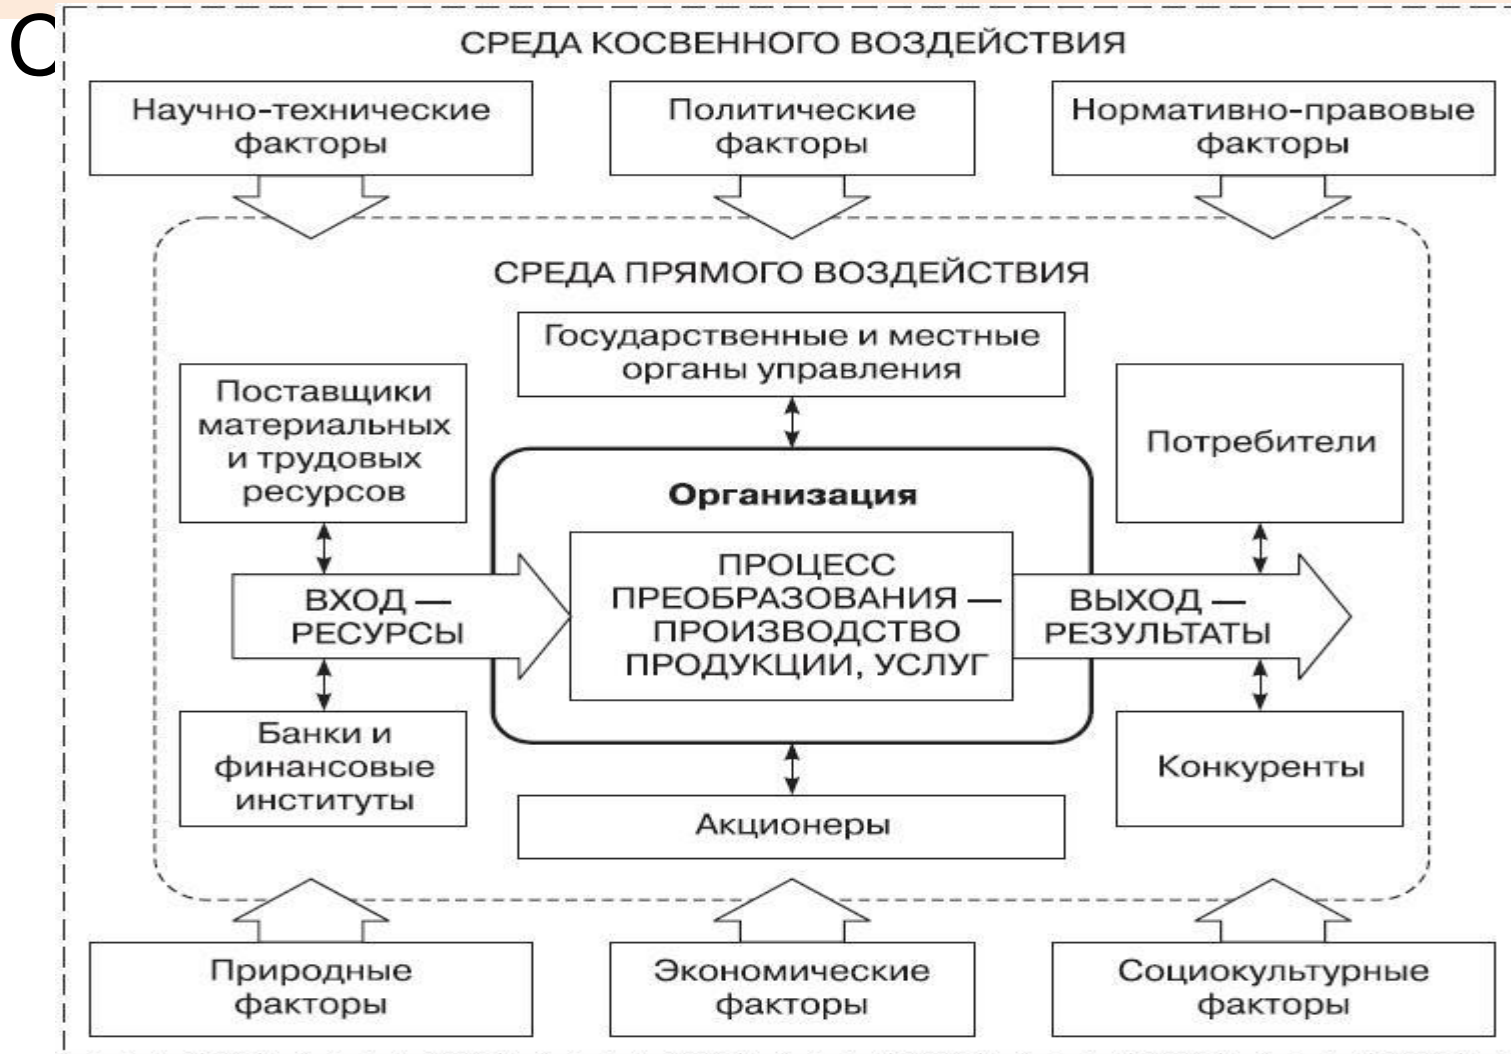 С
СРЕДА КОСВЕННОГО ВОЗДЕЙСТВИЯ
Научно-технические
факторы
Политические
факторы
Нормативно-правовые
факторы
СРЕДА ПРЯМОГО ВОЗДЕЙСТВИЯ
Государственные и местные
органы управления
Поставщики
материальных
и трудовых
ресурсов
Потребители
Организация
ВХОД —
РЕСУРСЫ
ПРОЦЕСС
ПРЕОБРАЗОВАНИЯ —
ПРОИЗВОДСТВО
ПРОДУКЦИИ, УСЛУГ
ВЫХОД —
РЕЗУЛЬТАТЫ
Банки и
финансовые
институты
Акционеры
Конкуренты
Природные
факторы
Экономические
факторы
Социокультурные
факторы